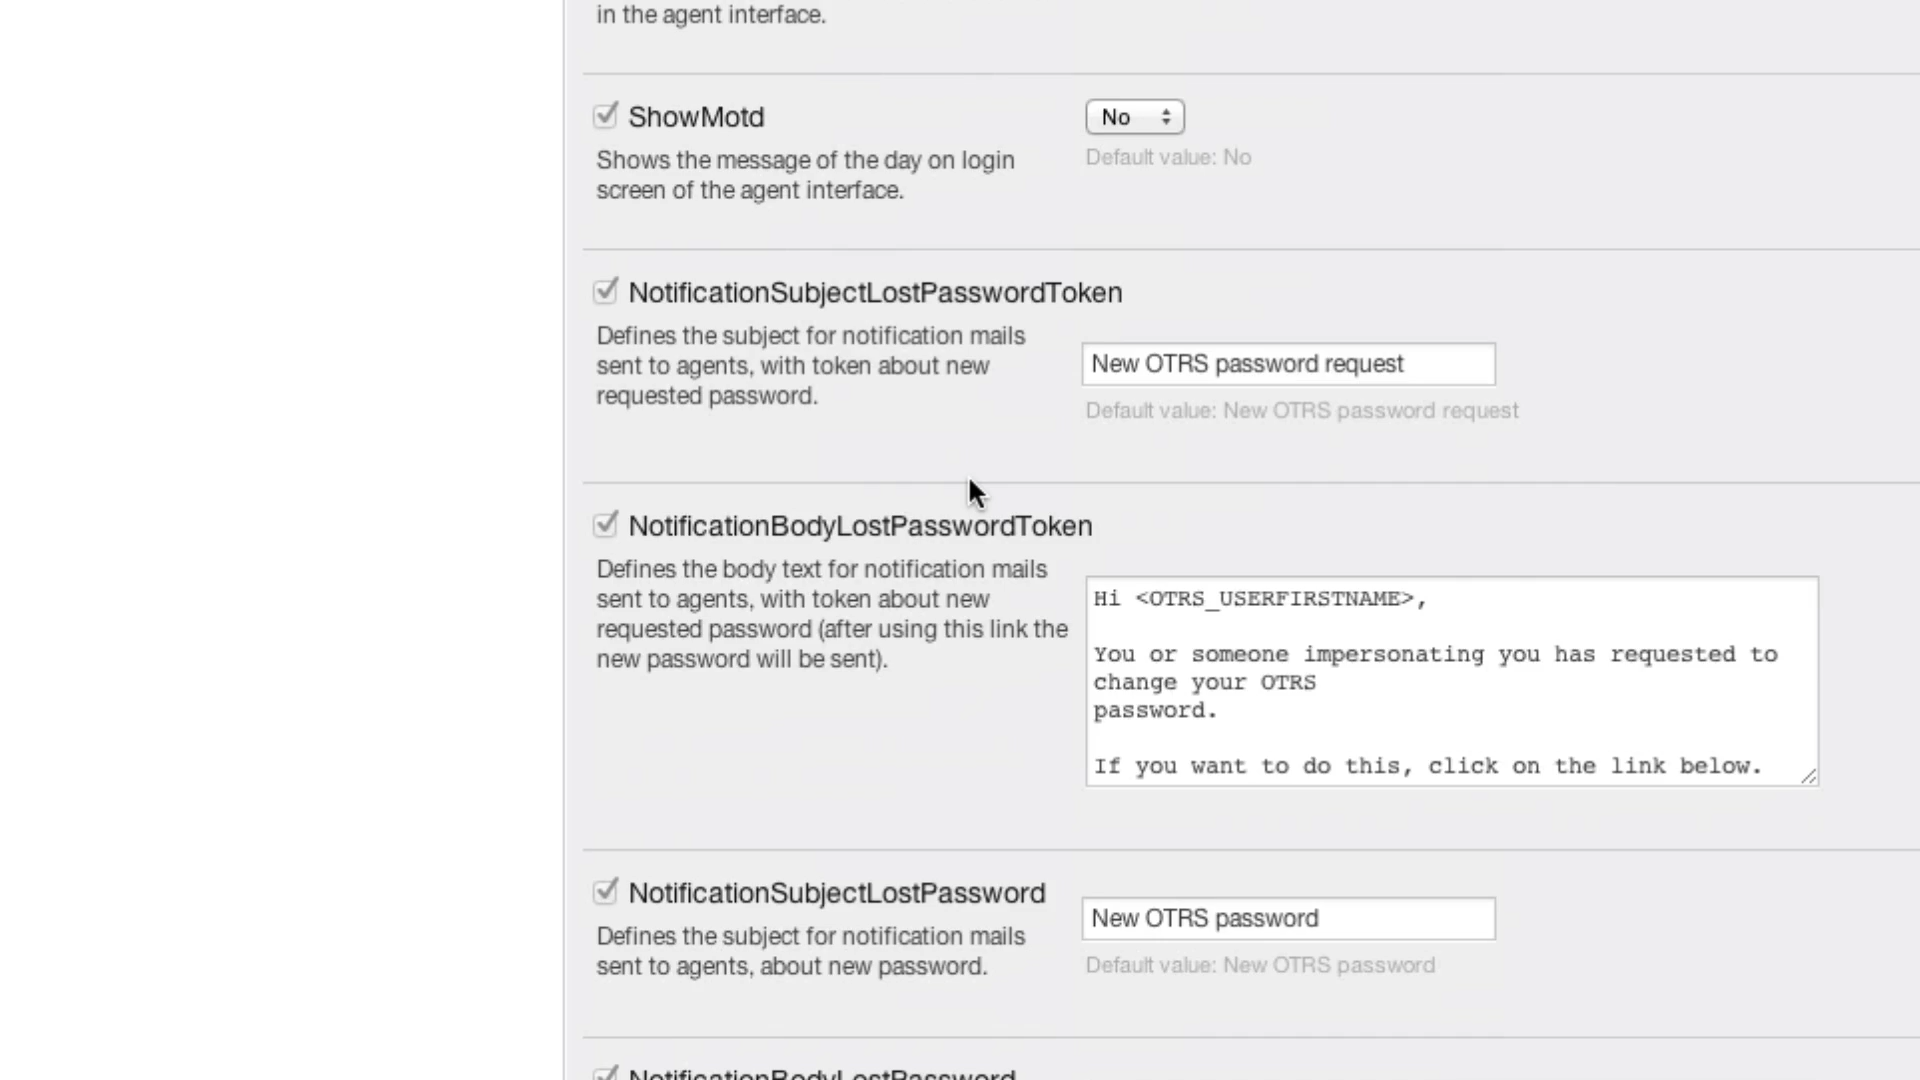 in the agent interface.
ShowMotd
No
Shows the message of the day on login
screen of the agent interface.
Default value: No
NotificationSubjectLostPasswordToken
Defines the subject for notification mails
sent to agents, with token about new
requested password.
New OTRS password request
Default value: New OTRS password request
NotificationBodyLostPasswordToken
Defines the body text for notification mails
sent to agents, with token about new
requested password (after using this link the
new password will be sent).
Hi <OTRS_USERFIRSTNAME>,
You or someone impersonating you has requested to
change your OTRS
password.
If you want to do this, click on the link below.
NotificationSubjectLostPassword
Defines the subject for notification mails
sent to agents, about new password.
New OTRS password
Default value: New OTRS password
NotificationBodyLostPassword